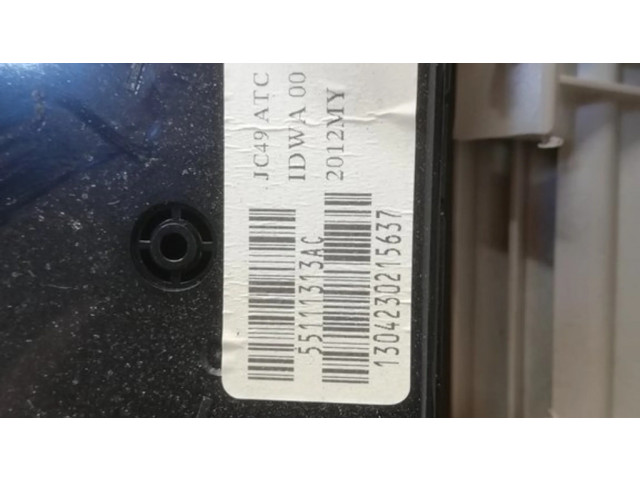 JC49 ATC
IDWA 00
2012MY
55111313AC
1304230215637